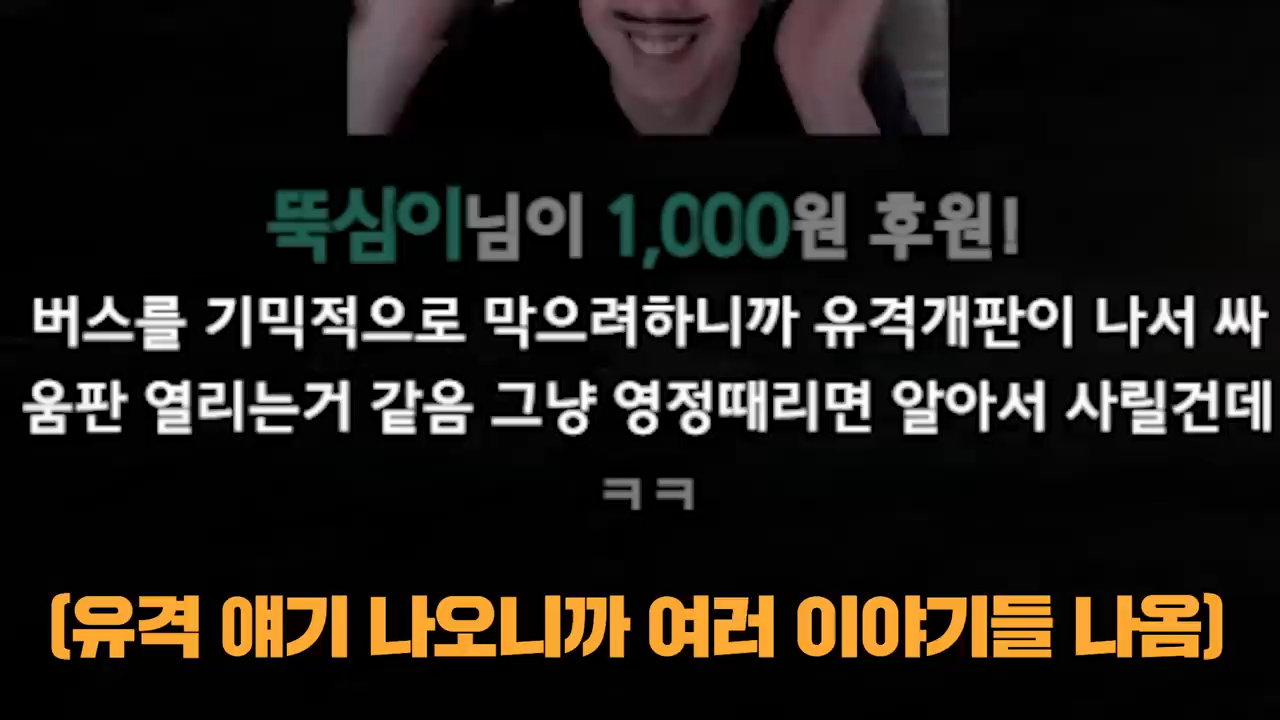 뚝심이님이 1,000원 후원!
버스를 기믹적으로 막으려하니까 유격개판이 나서 싸
움판 열리는거 같음 그냥 영정때리면 알아서 사릴건데
ㅋㅋ
(유격 얘기 나오니까 여러 이야기들 나옴)